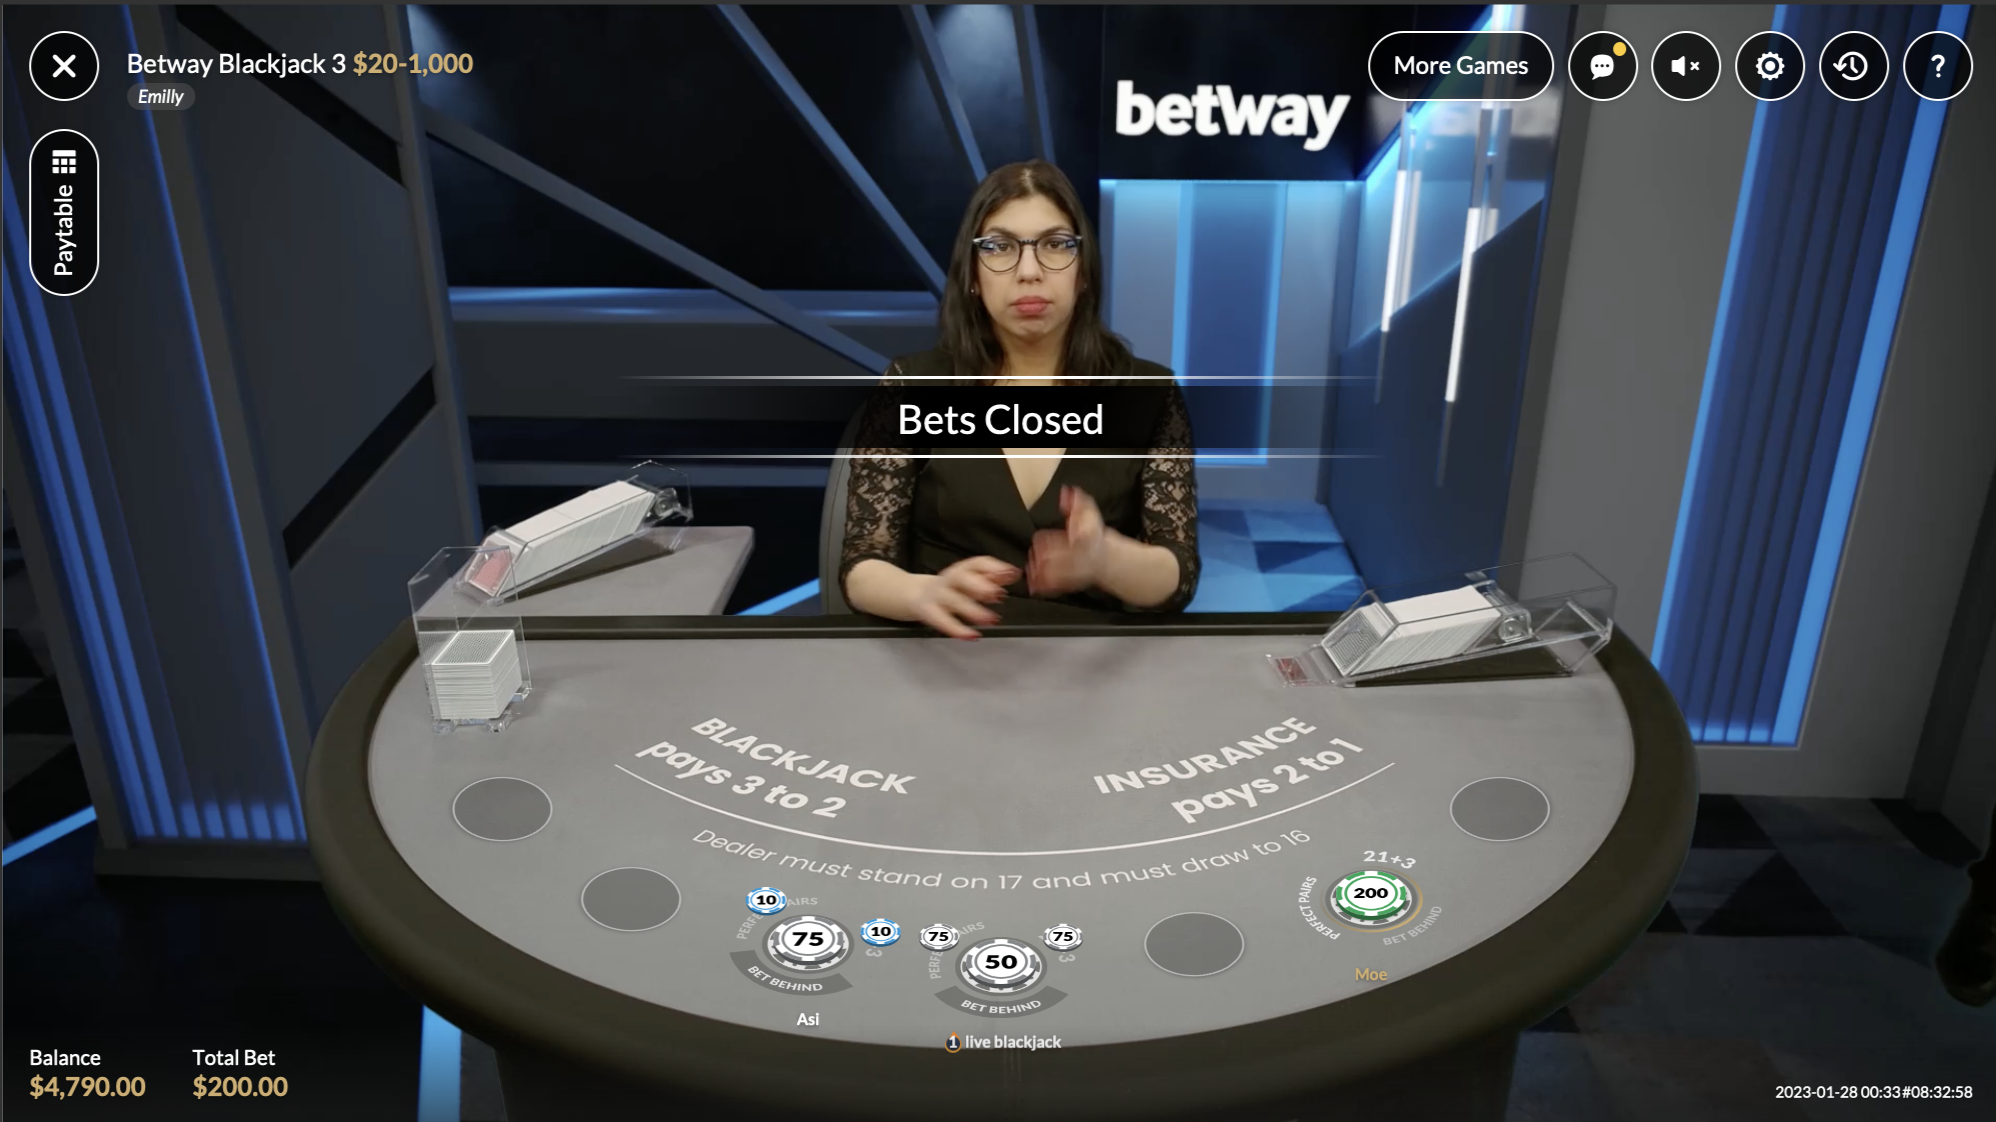 Betway Blackjack 3 $20-1,000
Emilly
More Games
?
betway
Paytable
Bets Closed
BLACKJACK
pays 3 to 2
INSURANCE
pays 2 to 1
Dealer must stand on 17 and must draw to 16
10
75
10
BET BEHIND
Asi
75
50
75
BET BEHIND
1 live blackjack
21+3
PERFECT PAIRS
200
BET BEHIND
Moe
Balance
$4,790.00
Total Bet
$200.00
2023-01-28 00:33#08:32:58